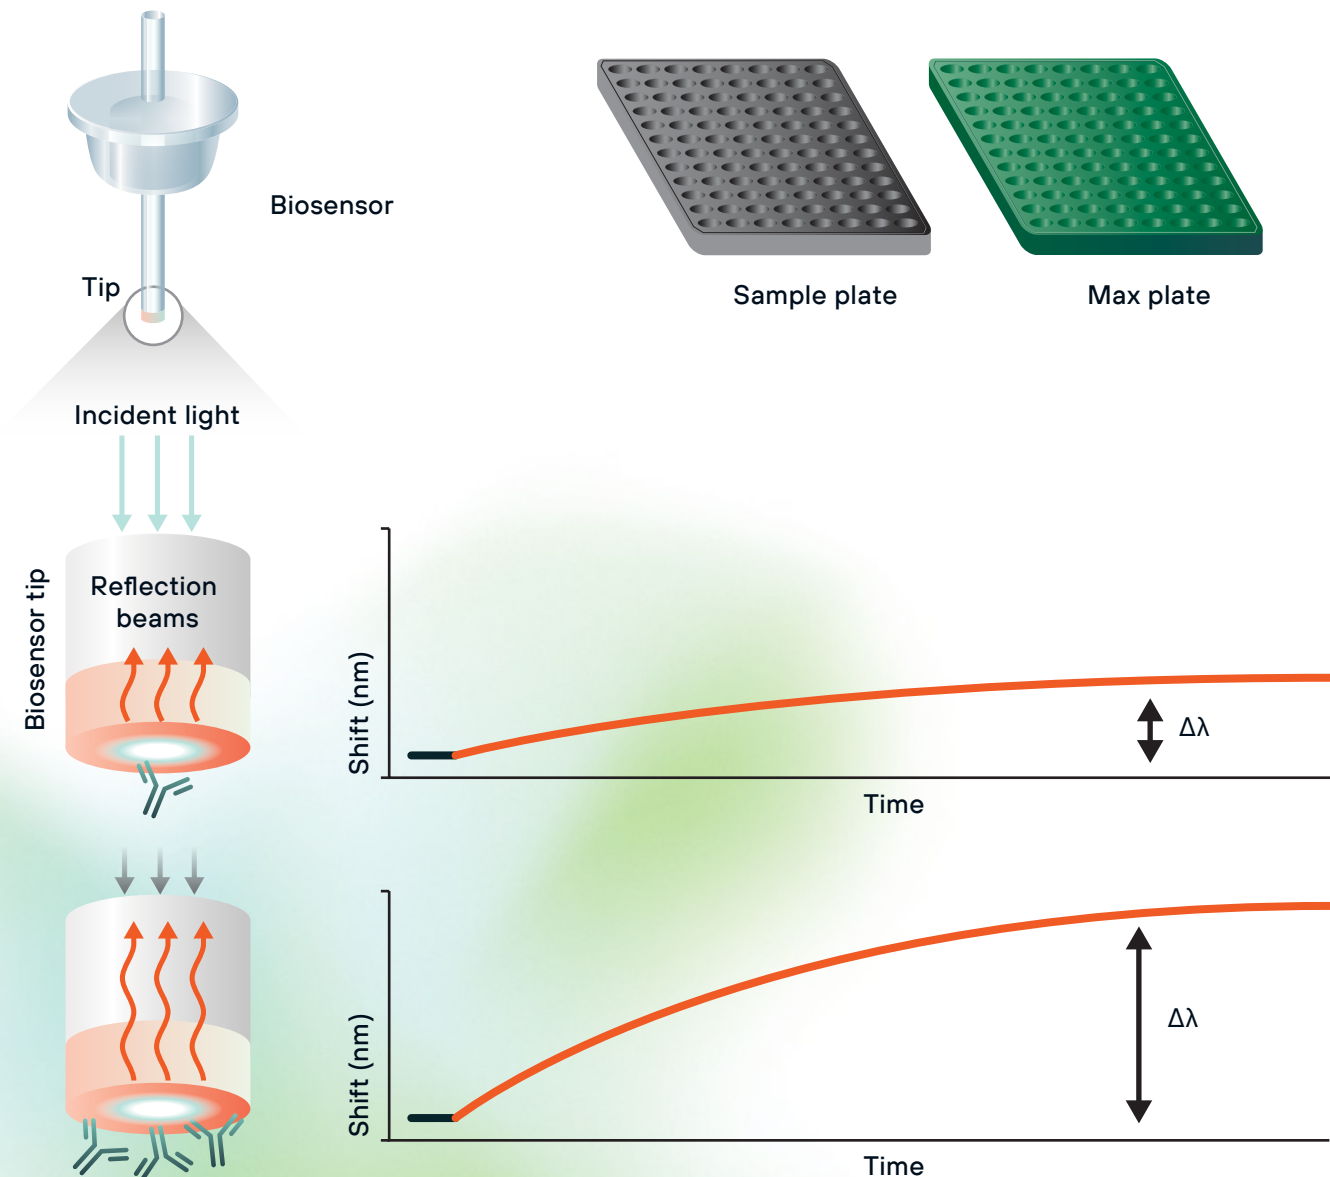 Biosensor
Tip
Sample plate
Max plate
Incident light
Biosensor tip
Reflection
beams
Shift (nm)
Δλ
Time
Shift (nm)
Δλ
Time